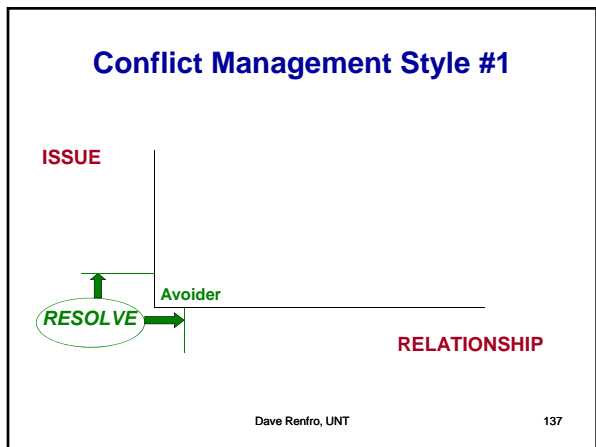 Conflict Management Style #1
ISSUE
Avoider
RESOLVE
RELATIONSHIP
Dave Renfro, UNT
137